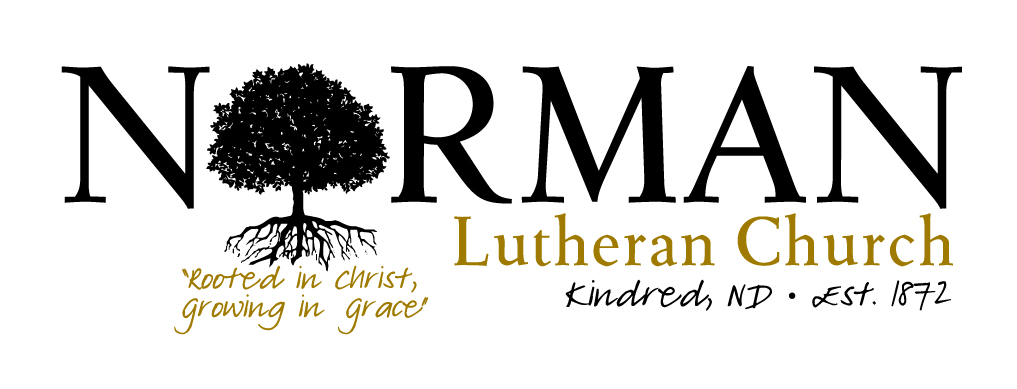 NORMAN
Lutheran Church
"Rooted in Christ,
growing in grace"
Kindred, ND • Est. 1872